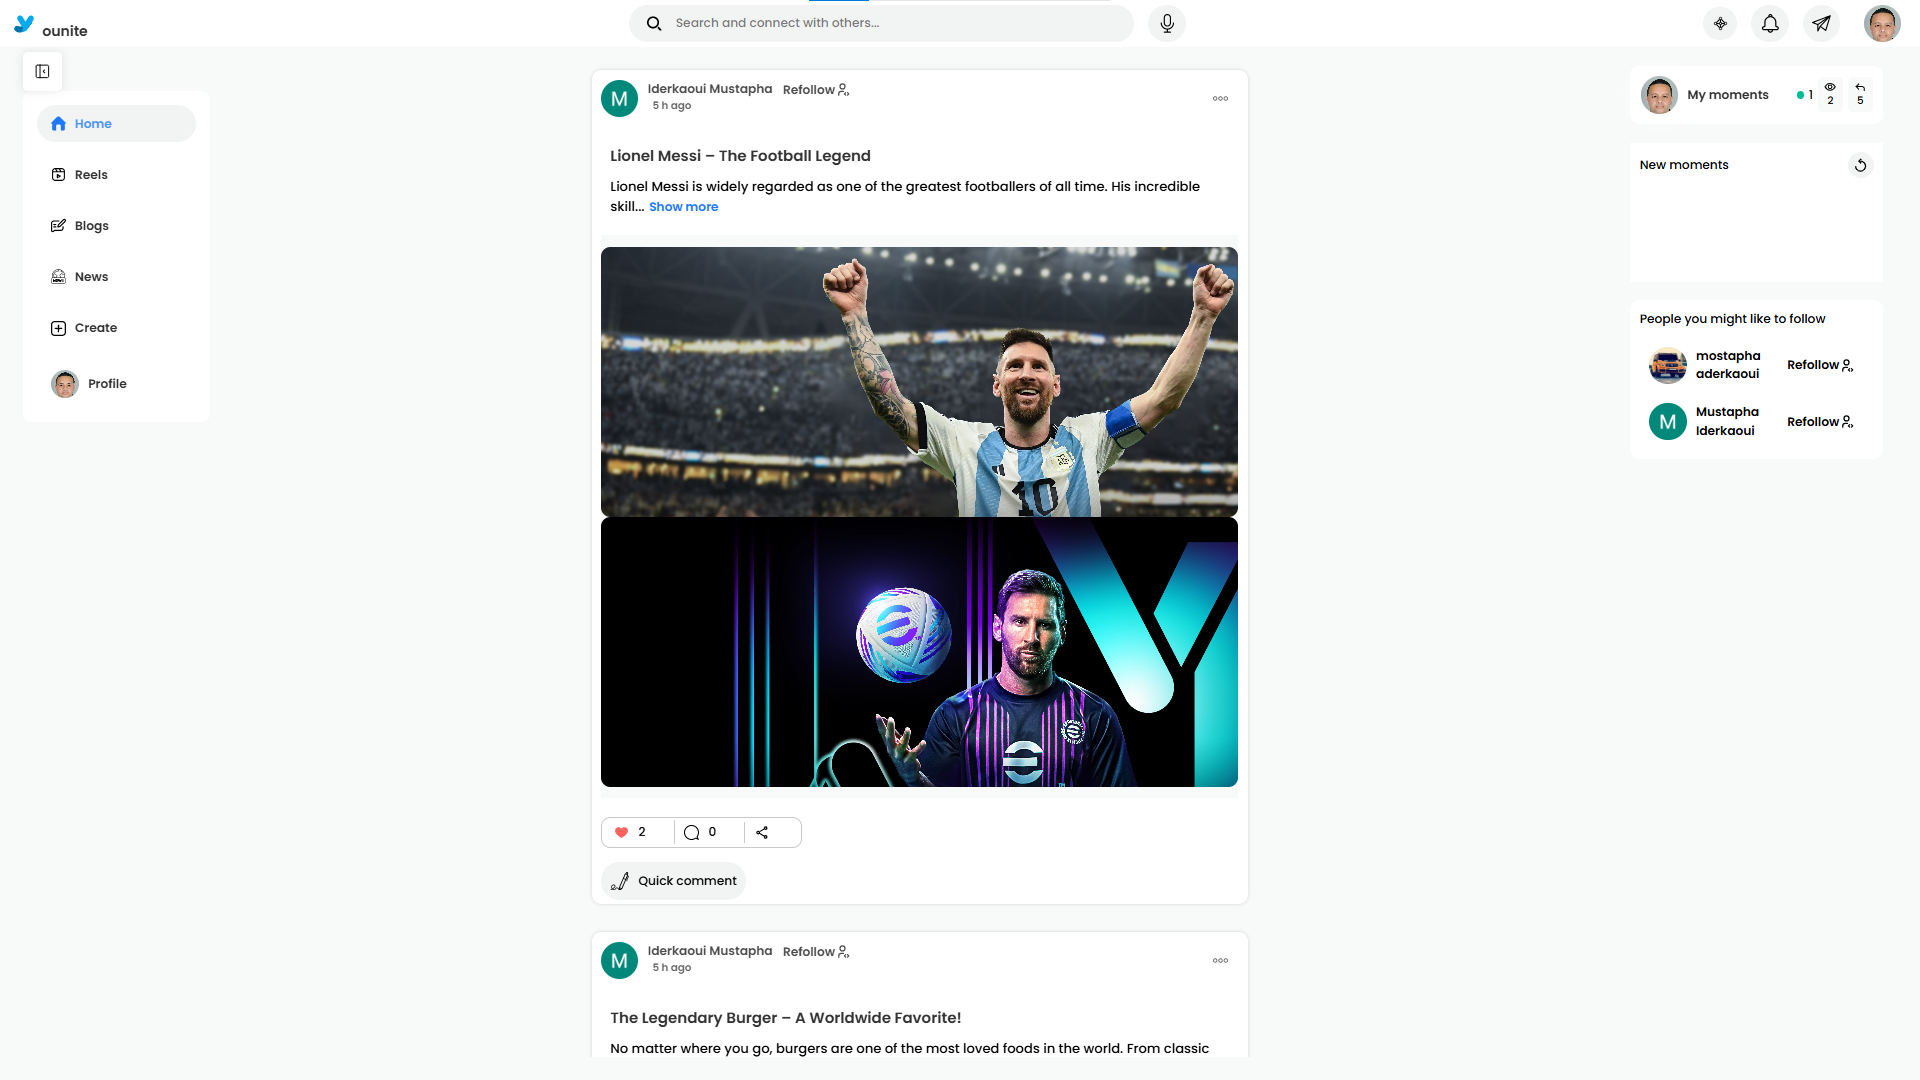 ounite
Search and connect with others...
Home
Reels
Blogs
News
Create
Profile
Iderkaoui Mustapha Refollow
5 h ago
Lionel Messi – The Football Legend
Lionel Messi is widely regarded as one of the greatest footballers of all time. His incredible
skill... Show more
10
2 0
Quick comment
Iderkaoui Mustapha Refollow
5 h ago
The Legendary Burger – A Worldwide Favorite!
No matter where you go, burgers are one of the most loved foods in the world. From classic
My moments 1 2 5
New moments
People you might like to follow
mostapha
aderkaoui
Refollow
M
Mustapha
Iderkaoui
Refollow
M
M